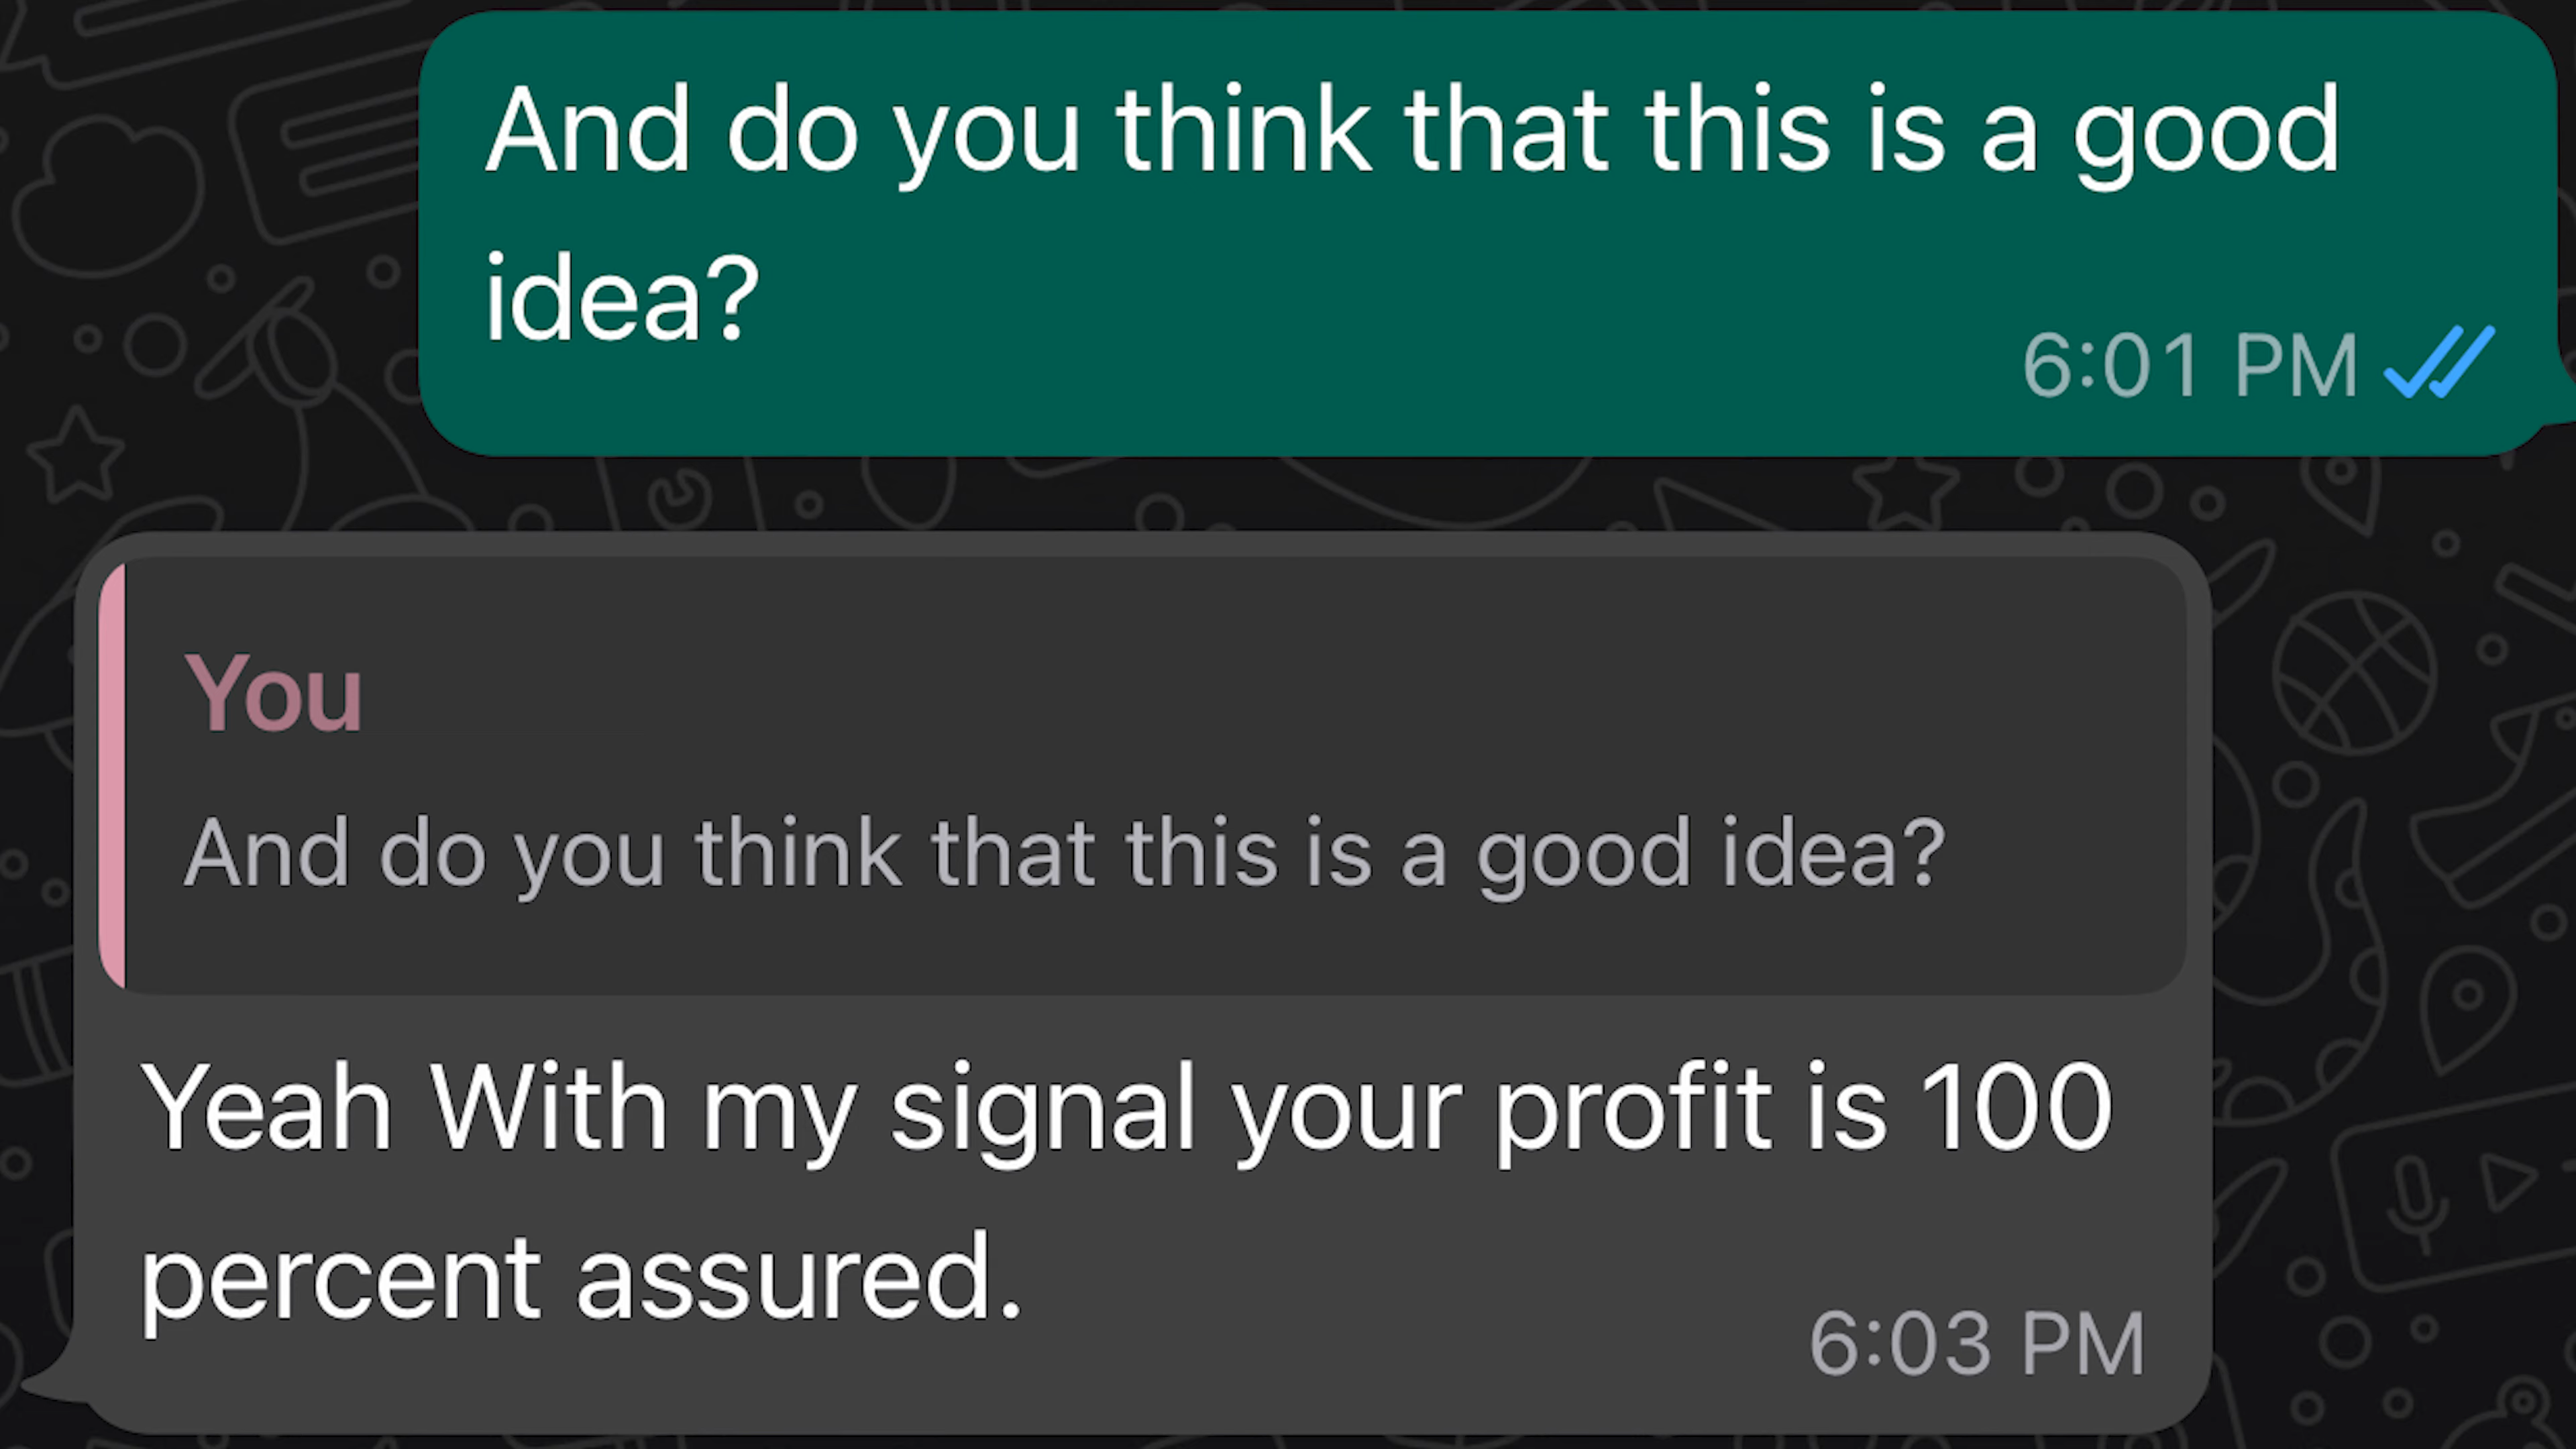 And do you think that this is a good
idea?
6:01 PM
You
And do you think that this is a good idea?
Yeah With my signal your profit is 100
percent assured.
6:03 PM